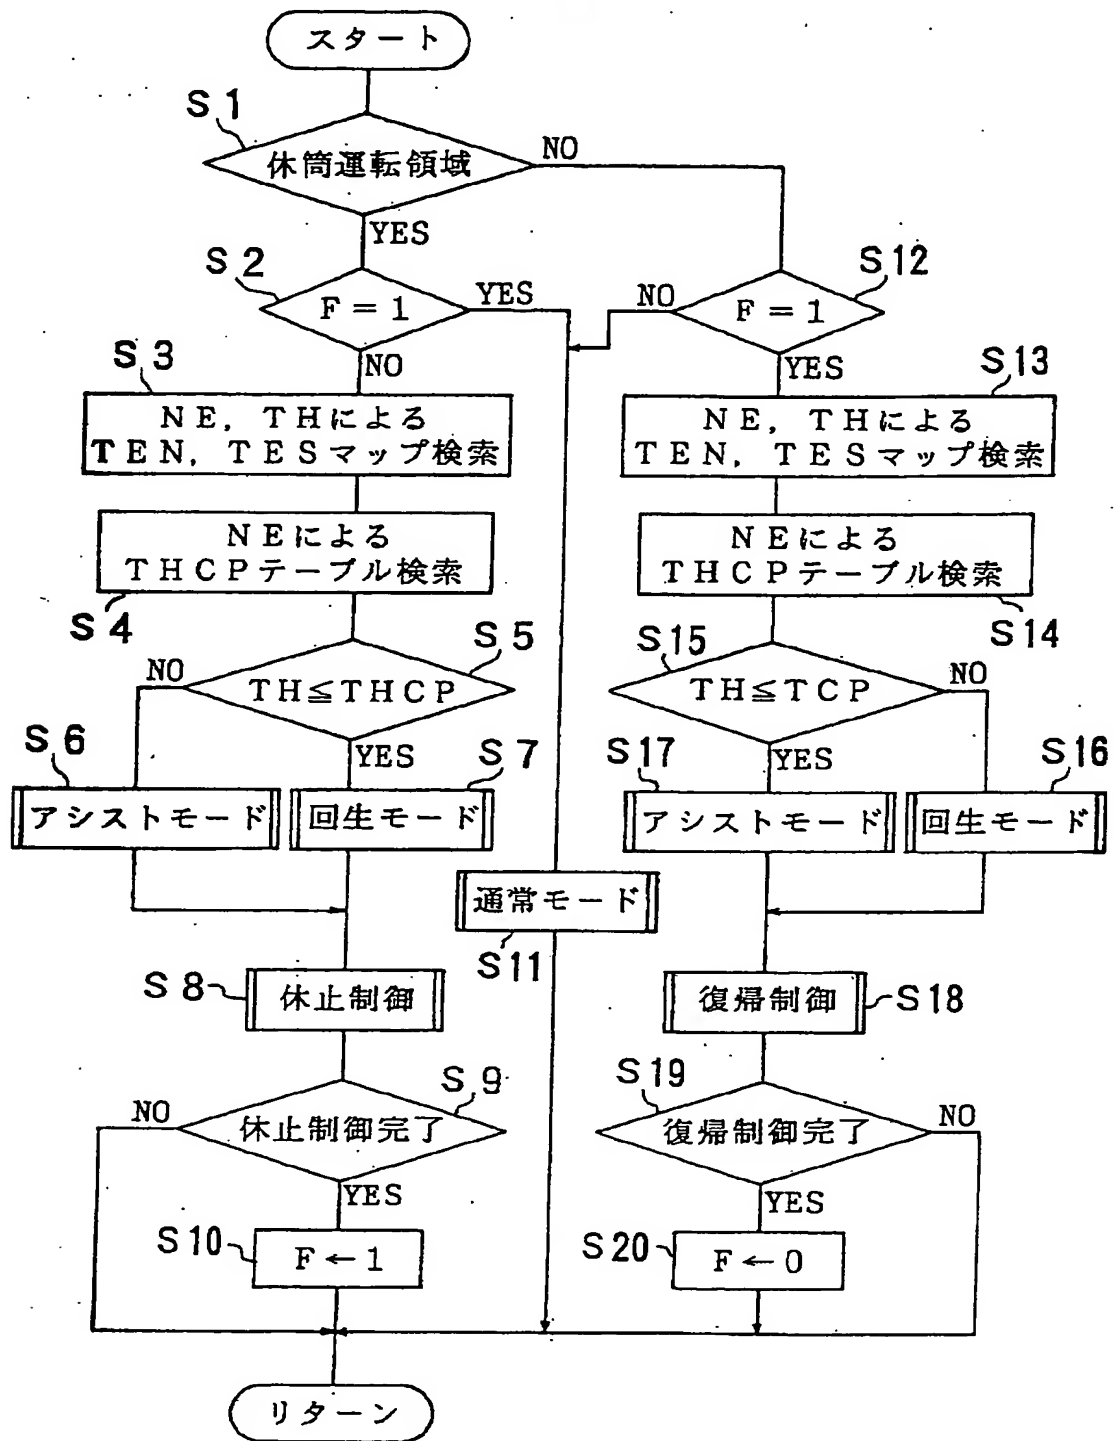 スタート
S1
休筒運転領域
NO
YES
S2
F=1
YES
NO
S12
F=1
NO
YES
S3
NE, THによる
TEN, TESマップ検索
S13
NE, THによる
TEN, TESマップ検索
NEによる
THCPテーブル検索
S4
NEによる
THCPテーブル検索
S14
S5
TH≦THCP
NO
YES
S15
TH≦TCP
NO
YES
S6
アシストモード
S7
回生モード
S17
アシストモード
S16
回生モード
通常モード
S11
S8
休止制御
復帰制御
S18
S9
休止制御完了
NO
YES
S19
復帰制御完了
NO
YES
S10
F←1
S20
F←0
リターン